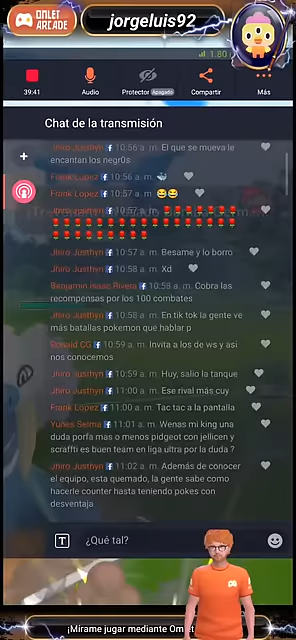 OMLET
ARCADE
jorgeluis92
1.80
39:41
Audio
Protector Apagado
Compartir
Más
Chat de la transmisión
Jhiro Justhyn 10:56 a. m. El que se mueva le
encantan los negr0s
Frank Lopez 10:56 a. m.
Frank Lopez 10:57 a. m.
Jhiro Justhyn 10:57 a. m.
Jhiro Justhyn 10:57 a. m. Besame y lo borro
Jhiro Justhyn 10:58 a. m. Xd
Benjamin Isaac Rivera 10:58 a. m. Cobra las
recompensas por los 100 combates
Jhiro Justhyn 10:58 a. m. En tik tok la gente ve
más batallas pokemon que hablar p
Ronald CG 10:59 a. m. Invita a los de ws y asi
nos conocemos
Jhiro Justhyn 10:59 a. m. Huy, salio la tanque
Jhiro Justhyn 11:00 a. m. Ese rival más cuy
Frank Lopez 11:00 a. m. Tac tac a la pantalla
Yuñes Selma 11:01 a. m. Wenas mi king una
duda porfa mas o menos pidgeot con jellicen y
scraffti es buen team en liga ultra por la duda ?
Jhiro Justhyn 11:02 a. m. Además de conocer
el equipo, esta quemado, la gente sabe como
hacerle counter hasta teniendo pokes con
desventaja
T ¿Qué tal?
¡Mírame jugar mediante Omlet